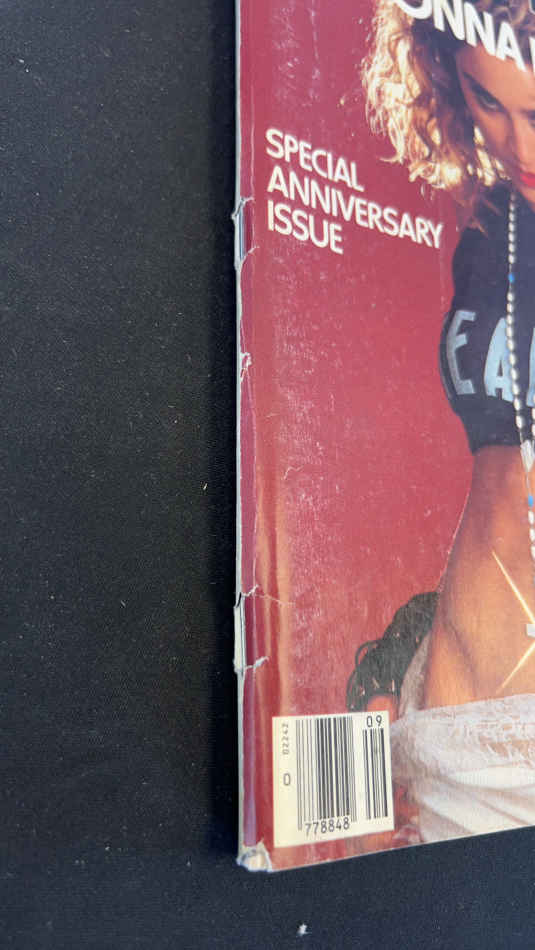 ONNA
SPECIAL
ANNIVERSARY
ISSUE
EA
02242
09
0
778848